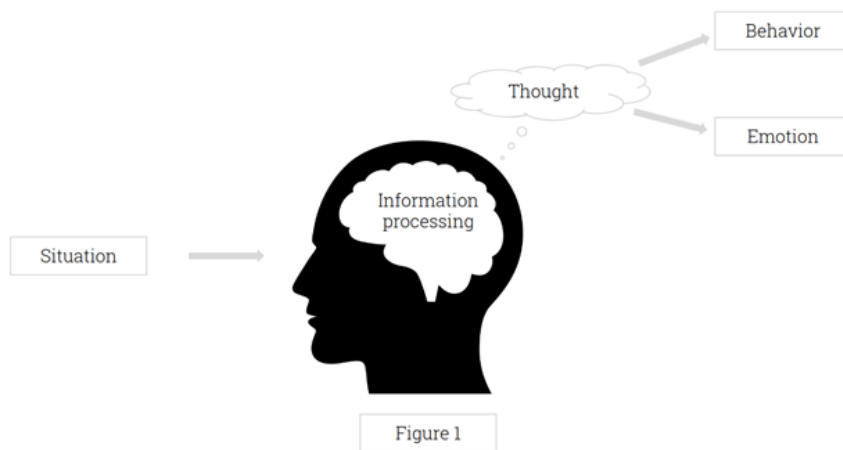 Behavior
Thought
Emotion
Information
processing
Situation
Figure 1